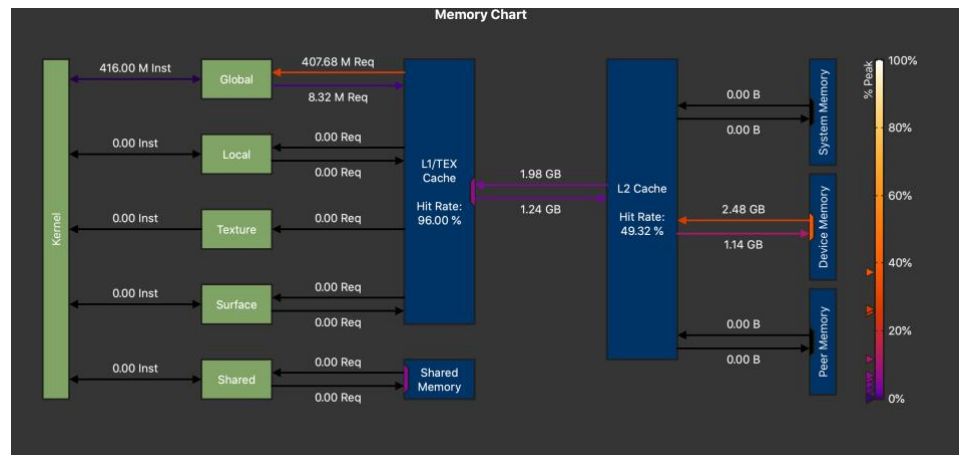 Memory Chart
Kernel
416.00 M Inst
Global
407.68 M Req
8.32 M Req
0.00 Inst
Local
0.00 Req
0.00 Req
0.00 Inst
Texture
0.00 Req
0.00 Inst
Surface
0.00 Req
0.00 Req
0.00 Inst
Shared
0.00 Req
0.00 Req
L1/TEX
Cache
Hit Rate:
96.00 %
Shared
Memory
1.98 GB
1.24 GB
L2 Cache
Hit Rate:
49.32 %
0.00 B
0.00 B
System Memory
2.48 GB
1.14 GB
Device Memory
0.00 B
0.00 B
Peer Memory
% Peak
100%
80%
60%
40%
20%
0%